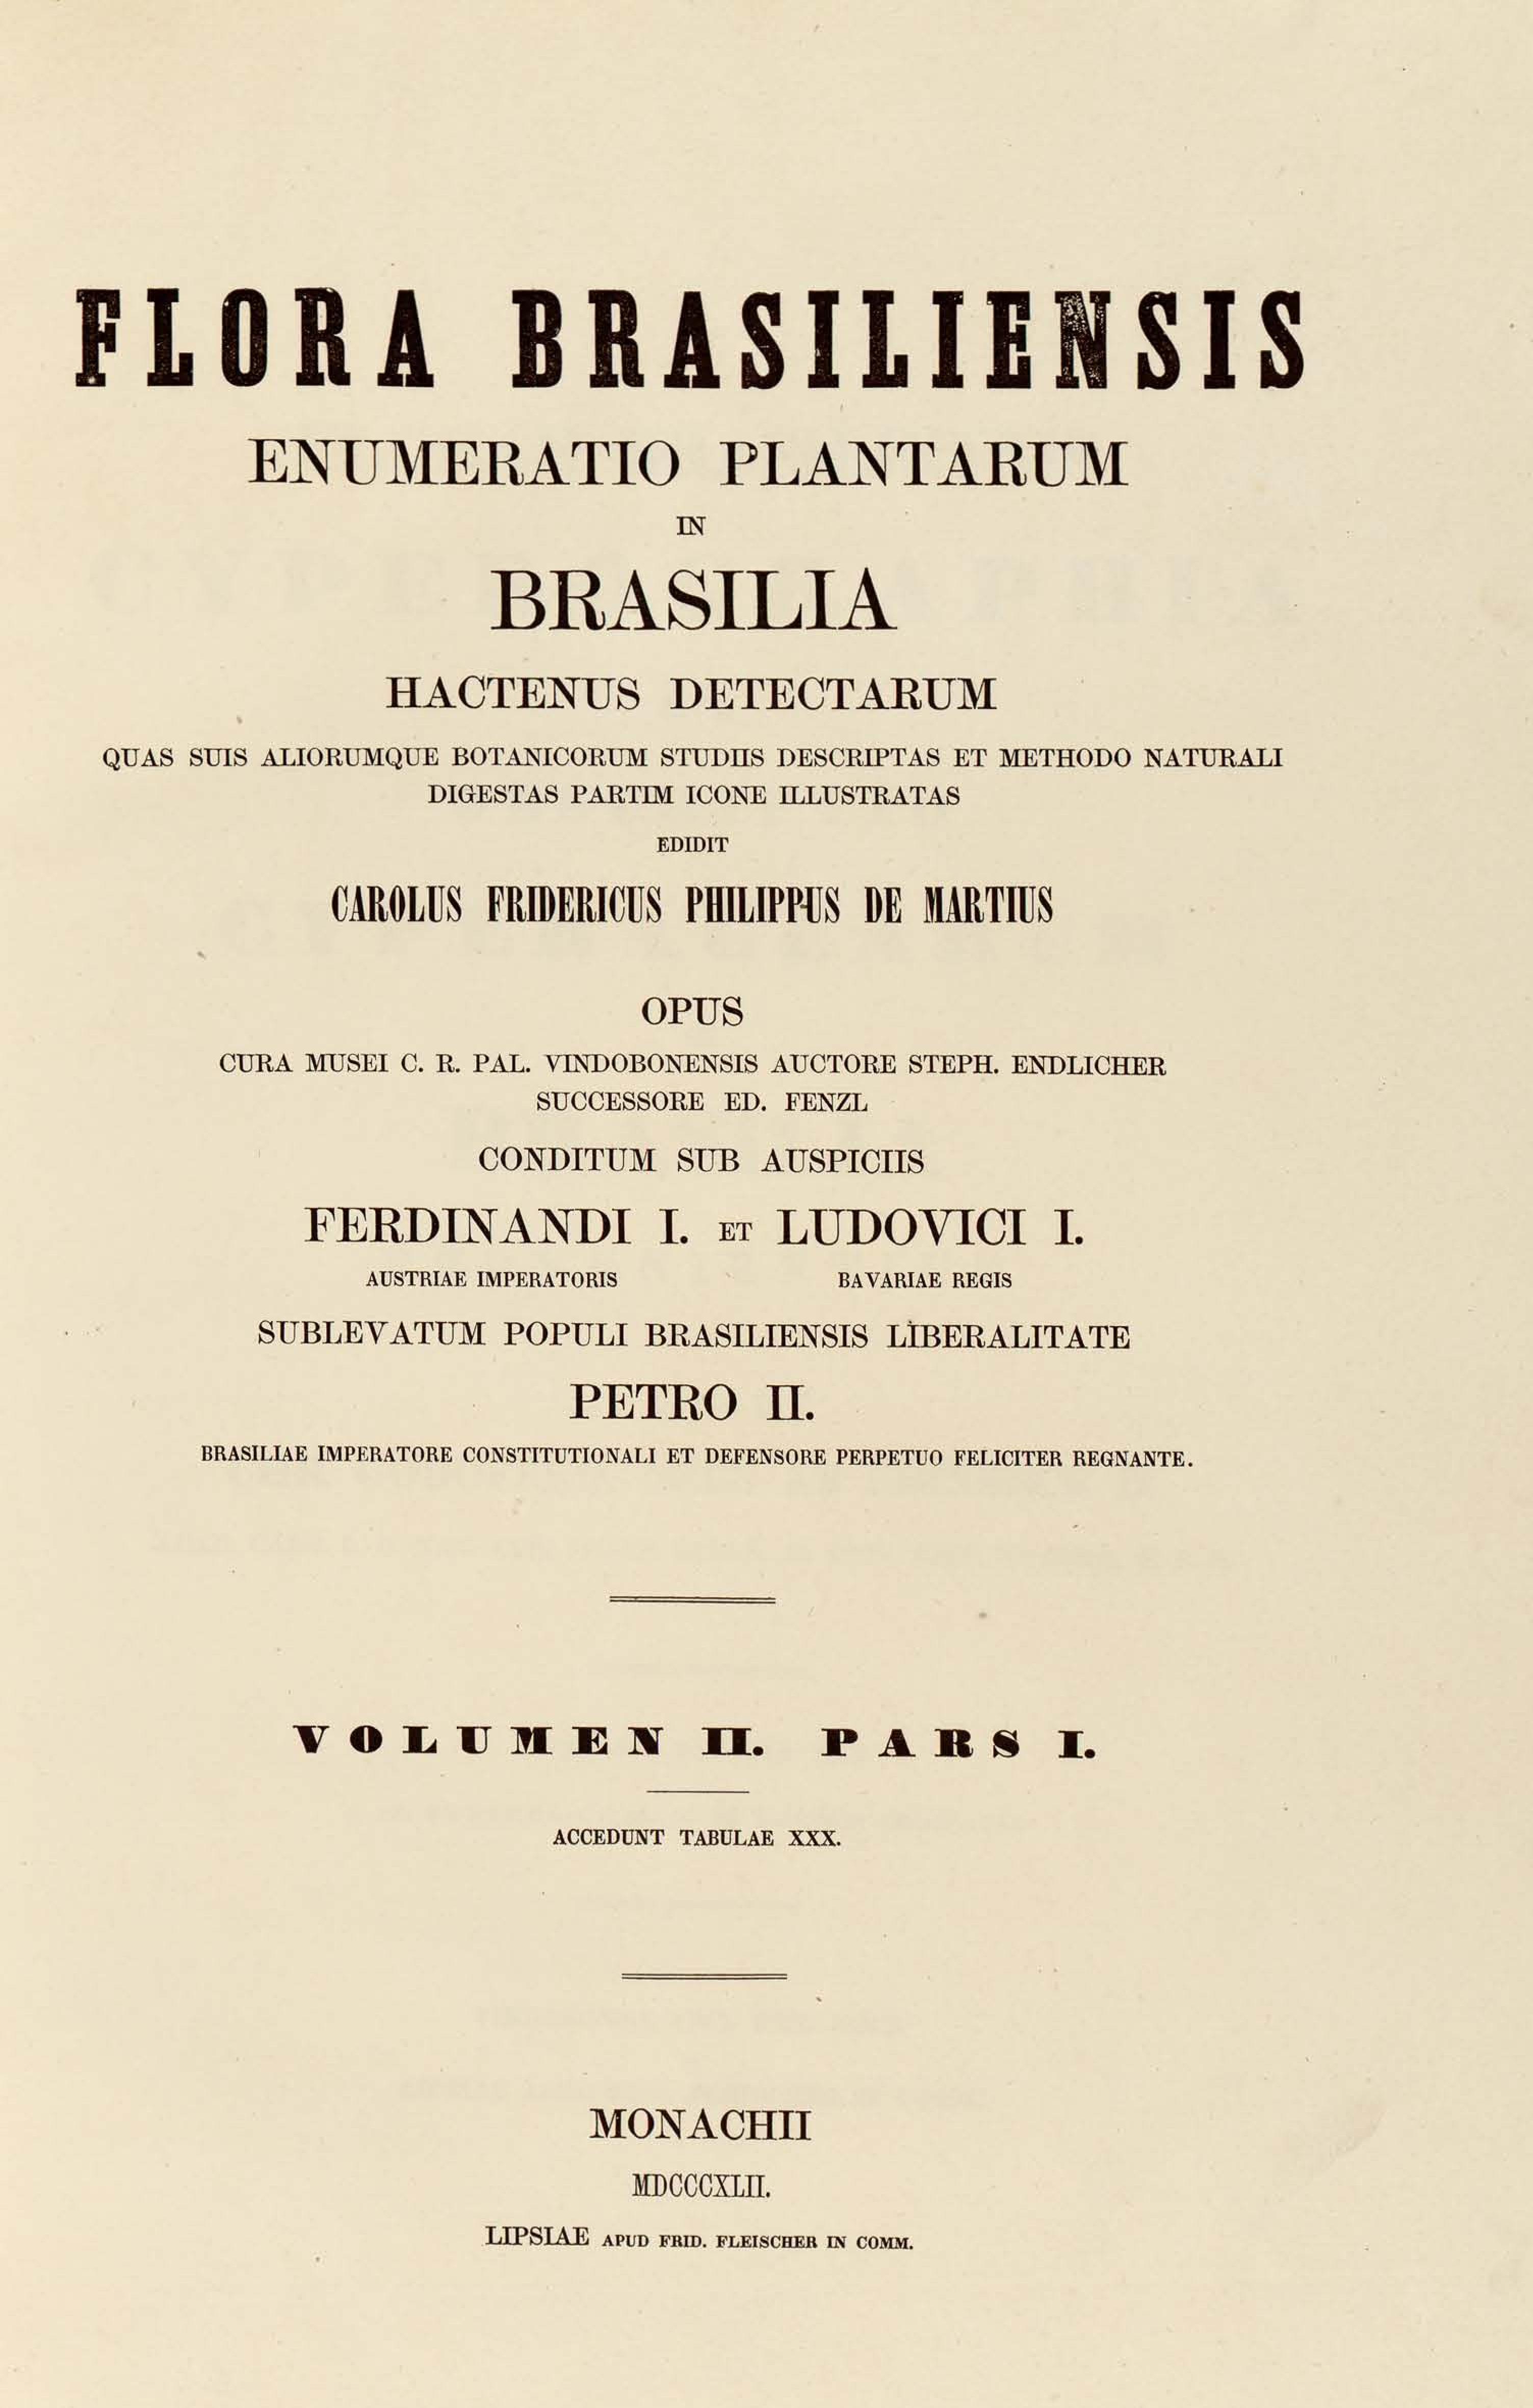 FLORA BRASILIENSIS
ENUMERATIO PLANTARUM
IN
BRASILIA
HACTENUS DETECTARUM
QUAS SUIS ALIORUMQUE BOTANICORUM STUDIIS DESCRIPTAS ET METHODO NATURALI
DIGESTAS PARTIM ICONE ILLUSTRATAS
EDIDIT
CAROLUS FRIDERICUS PHILIPPUS DE MARTIUS
OPUS
CURA MUSEI C. R. PAL. VINDOBONENSIS AUCTORE STEPH. ENDLICHER
SUCCESSORE ED. FENZL
CONDITUM SUB AUSPICIIS
FERDINANDI I. ET LUDOVICI I.
AUSTRIAE IMPERATORIS BAVARIAE REGIS
SUBLEVATUM POPULI BRASILIENSIS LIBERALITATE
PETRO II.
BRASILIAE IMPERATORE CONSTITUTIONALI ET DEFENSORE PERPETUO FELICITER REGNANTE.
VOLUMEN II. PARS I.
ACCEDUNT TABULAE XXX.
MONACHII
MDCCCXLII.
LIPSIAE APUD FRID. FLEISCHER IN COMM.